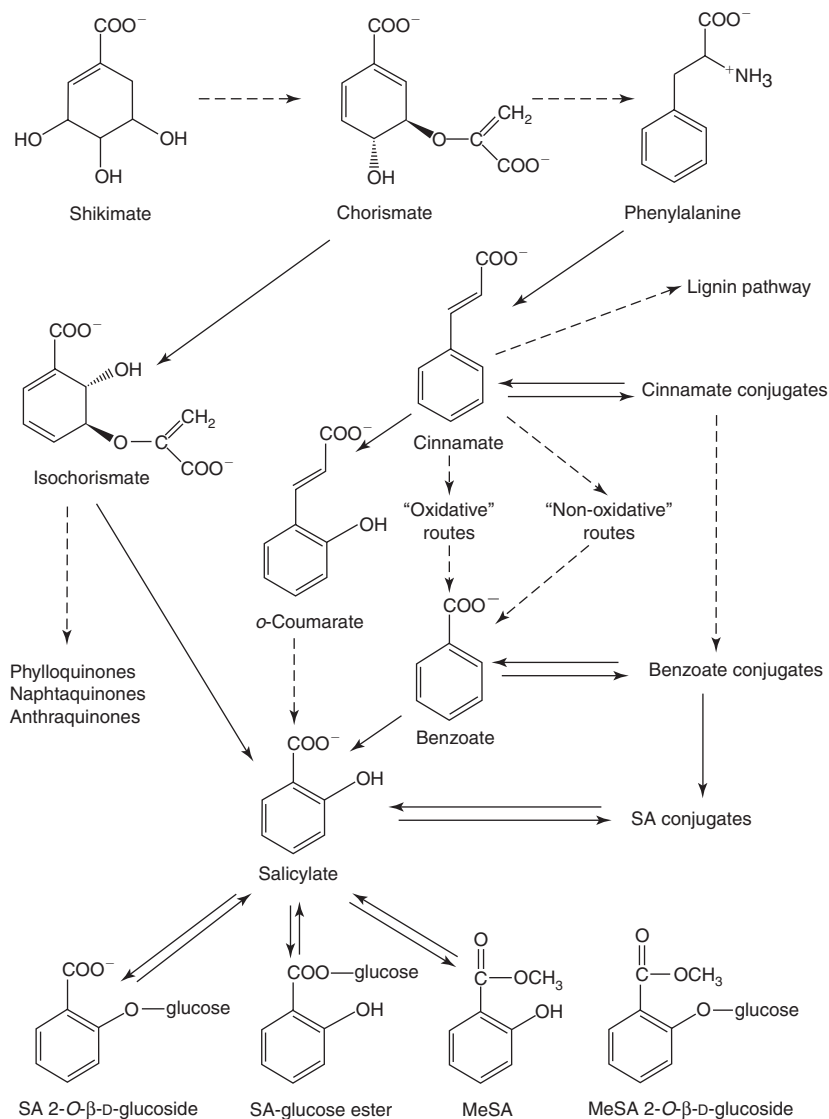 COO⁻
HO
OH
OH
Shikimate
COO⁻
O
C
CH₂
COO⁻
OH
Chorismate
COO⁻
⁺NH₃
Phenylalanine
COO⁻
Lignin pathway
COO⁻
OH
O
C
CH₂
COO⁻
Isochorismate
Cinnamate
Cinnamate conjugates
COO⁻
OH
o-Coumarate
"Oxidative"
routes
"Non-oxidative"
routes
Phylloquinones
Naphtaquinones
Anthraquinones
COO⁻
Benzoate
Benzoate conjugates
COO⁻
OH
Salicylate
SA conjugates
COO⁻
O—glucose
SA 2-O-β-D-glucoside
COO—glucose
OH
SA-glucose ester
O
C—OCH₃
OH
MeSA
O
C—OCH₃
O—glucose
MeSA 2-O-β-D-glucoside